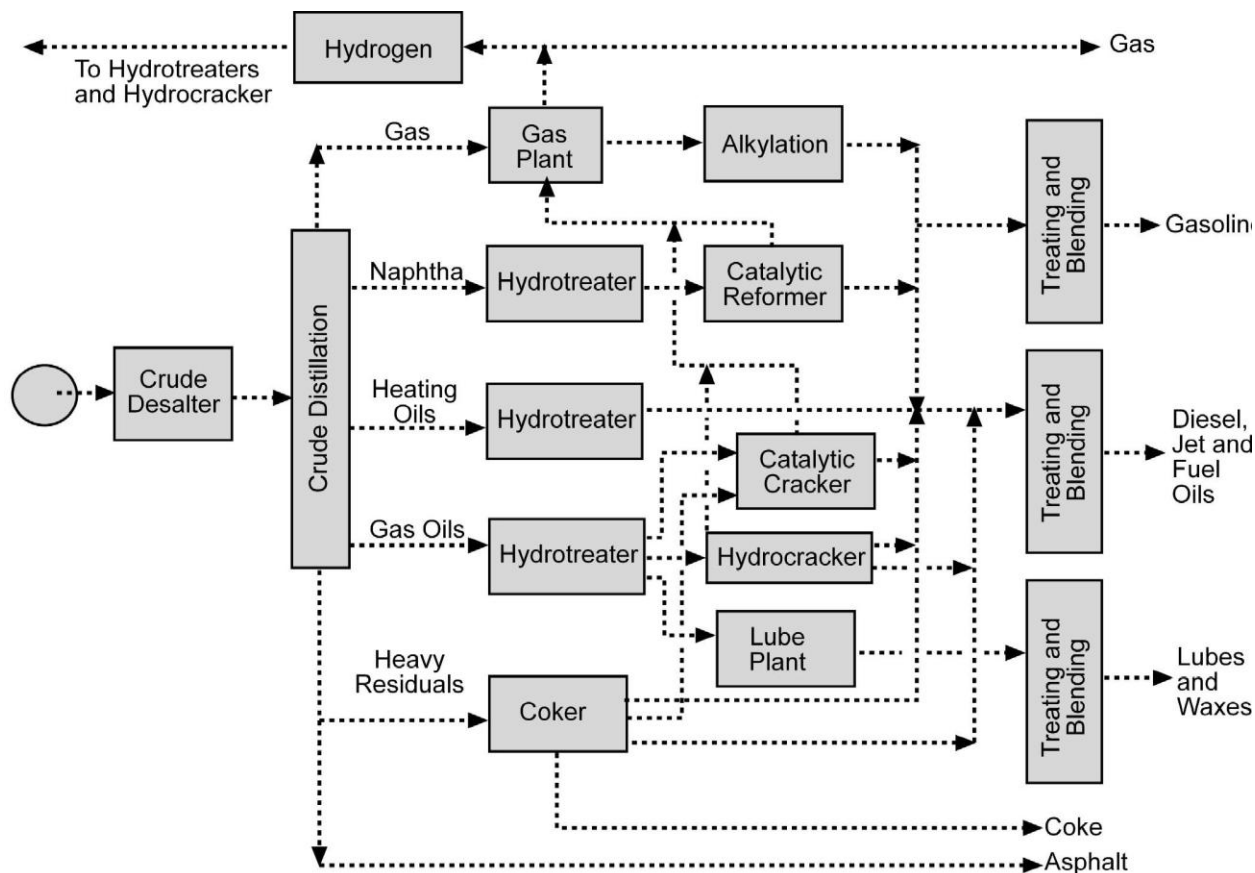 Hydrogen
Gas
To Hydrotreaters
and Hydrocracker
Gas
Gas
Plant
Alkylation
Treating and
Blending
Gasoline
Naphtha
Hydrotreater
Catalytic
Reformer
Crude
Desalter
Crude Distillation
Heating
Oils
Hydrotreater
Treating and
Blending
Diesel,
Jet and
Fuel
Oils
Catalytic
Cracker
Gas Oils
Hydrotreater
Hydrocracker
Lube
Plant
Treating and
Blending
Lubes
and
Waxes
Heavy
Residuals
Coker
Coke
Asphalt